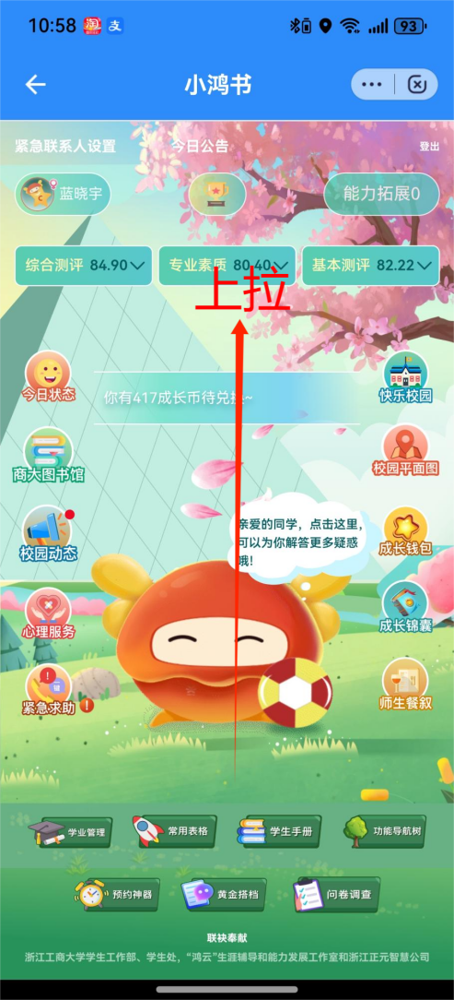 10:58
淘
支
93
小鸿书
紧急联系人设置
今日公告
登出
蓝晓宇
能力拓展0
综合测评 84.90
专业素质 80.40
基本测评 82.22
上拉
今日状态
你有417成长币待兑换~
快乐校园
商大图书馆
校园平面图
校园动态
亲爱的同学，点击这里，
可以为你解答更多疑惑
哦！
成长钱包
心理服务
成长锦囊
紧急求助
师生餐叙
学业管理
常用表格
学生手册
功能导航树
预约神器
黄金搭档
问卷调查
联袂奉献
浙江工商大学学生工作部、学生处，“鸿云”生涯辅导和能力发展工作室和浙江正元智慧公司